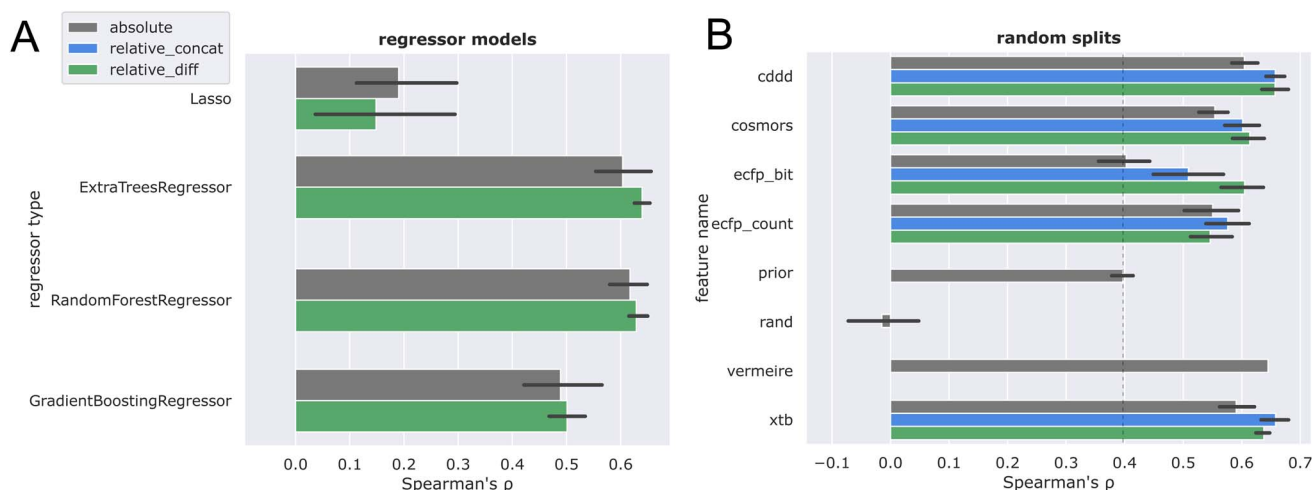 A
absolute
relative_concat
relative_diff
regressor models
regressor type
Lasso
ExtraTreesRegressor
RandomForestRegressor
GradientBoostingRegressor
0.0 0.1 0.2 0.3 0.4 0.5 0.6
Spearman's ρ
B
random splits
feature name
cddd
cosmors
ecfp_bit
ecfp_count
prior
rand
vermeire
xtb
−0.1 0.0 0.1 0.2 0.3 0.4 0.5 0.6 0.7
Spearman's ρ